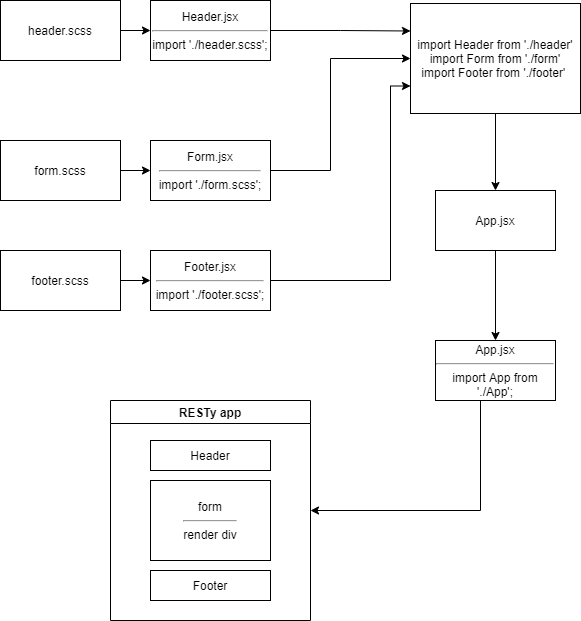 header.scss
Header.jsx
import './header.scss';
import Header from './header'
import Form from './form'
import Footer from './footer'
form.scss
Form.jsx
import './form.scss';
App.jsx
footer.scss
Footer.jsx
import './footer.scss';
App.jsx
import App from
'./App';
RESTy app
Header
form
render div
Footer